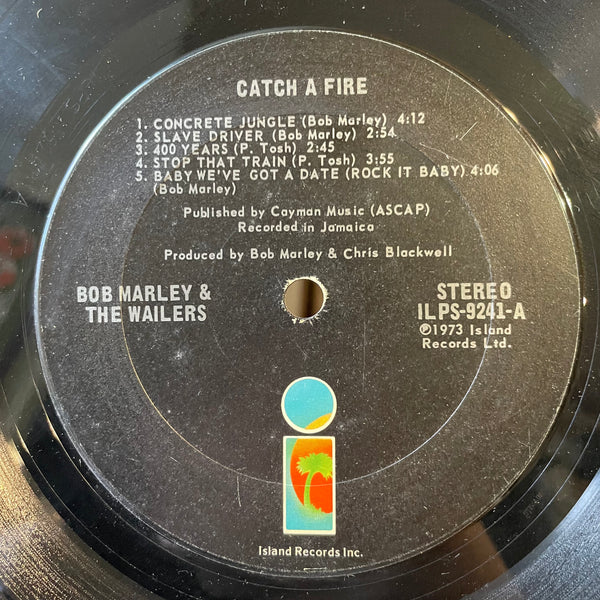 CATCH A FIRE
1. CONCRETE JUNGLE (Bob Marley) 4:12
2. SLAVE DRIVER (Bob Marley) 2:54
3. 400 YEARS (P. Tosh) 2:45
4. STOP THAT TRAIN (P. Tosh) 3:55
5. BABY WE'VE GOT A DATE (ROCK IT BABY) 4:06
(Bob Marley)
Published by Cayman Music (ASCAP)
Recorded in Jamaica
Produced by Bob Marley & Chris Blackwell
BOB MARLEY &
THE WAILERS
STEREO
ILPS-9241-A
℗1973 Island
Records Ltd.
i
Island Records Inc.